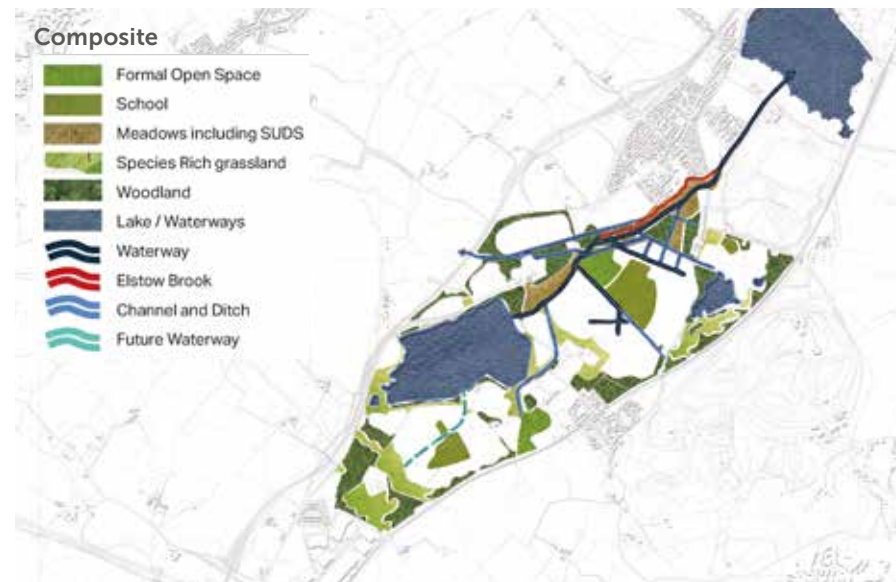 Composite
Formal Open Space
School
Meadows including SUDS
Species Rich grassland
Woodland
Lake / Waterways
Waterway
Elstow Brook
Channel and Ditch
Future Waterway